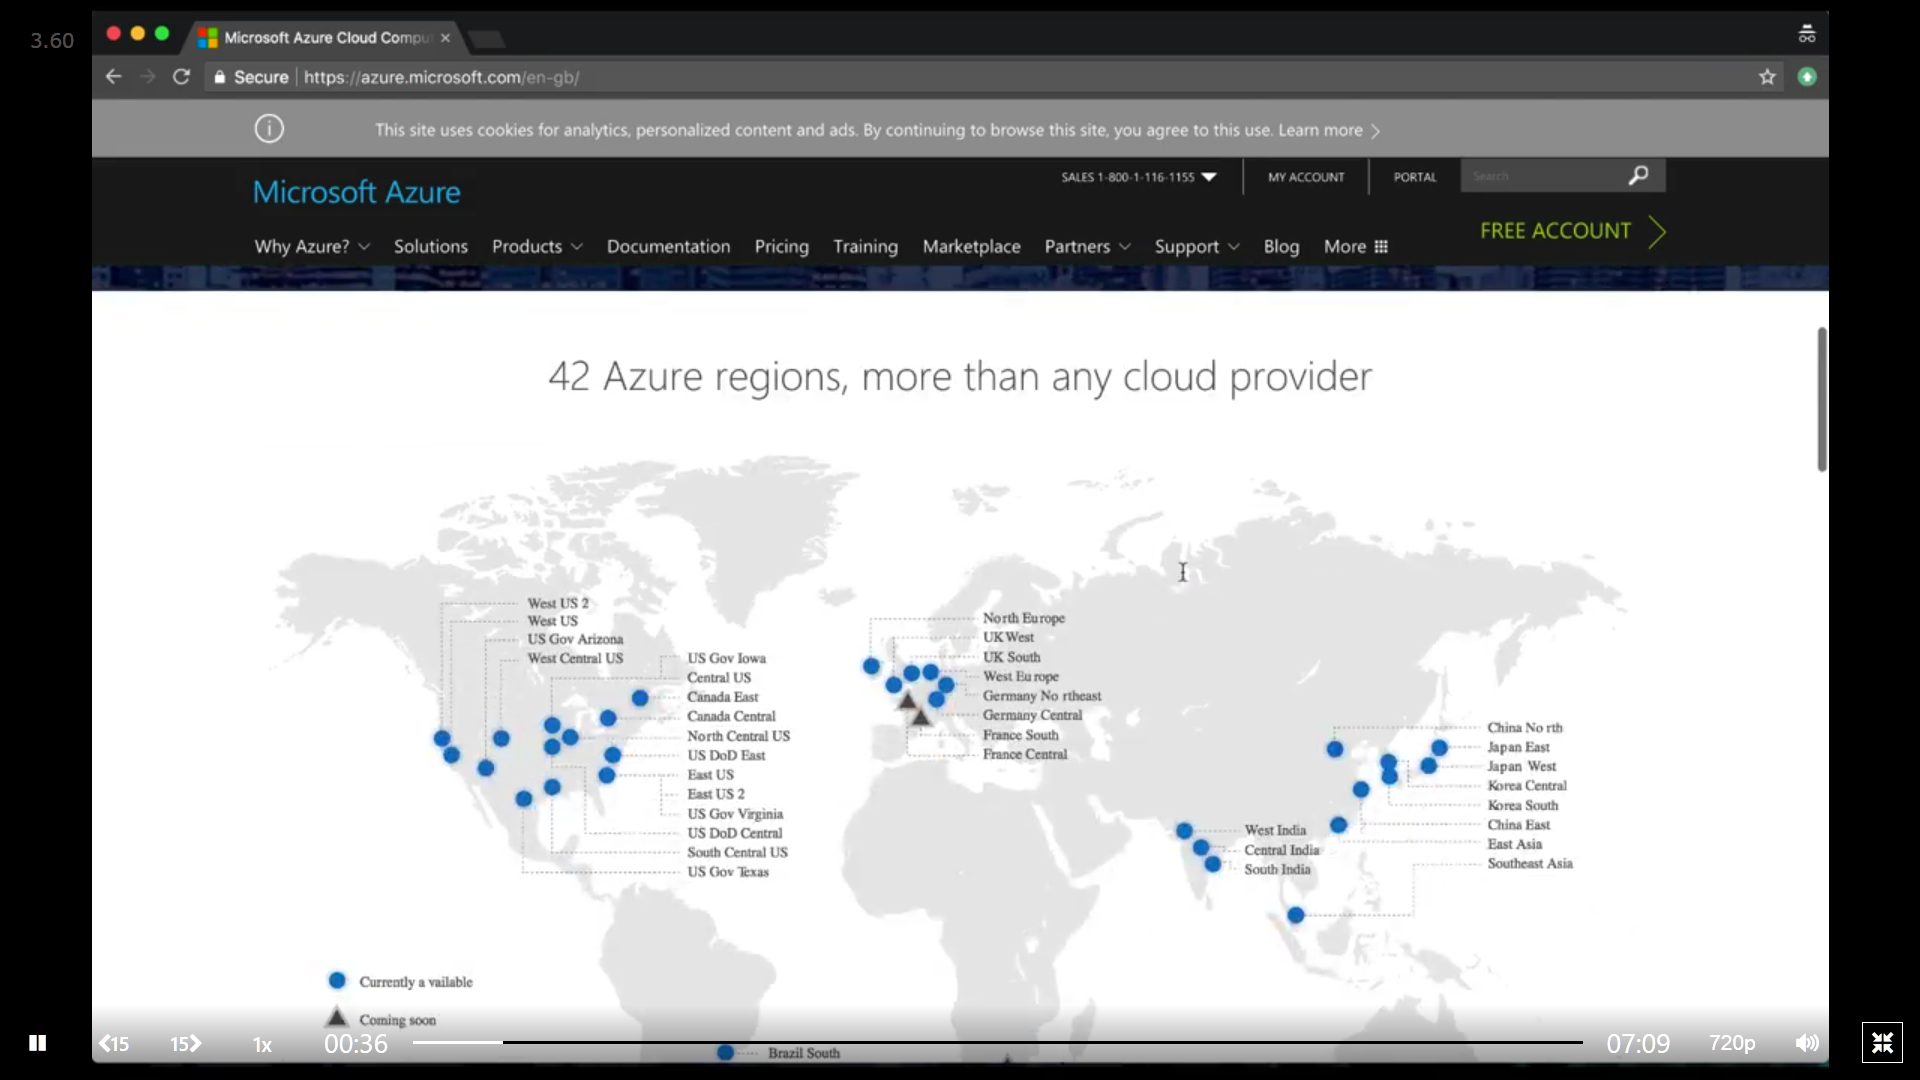 3.60
Microsoft Azure Cloud Compu
Secure https://azure.microsoft.com/en-gb/
This site uses cookies for analytics, personalized content and ads. By continuing to browse this site, you agree to this use. Learn more
SALES 1-800-1-116-1155 MY ACCOUNT PORTAL Search
Microsoft Azure
FREE ACCOUNT
Why Azure? Solutions Products Documentation Pricing Training Marketplace Partners Support Blog More
42 Azure regions, more than any cloud provider
West US 2
West US
US Gov Arizona
West Central US
US Gov Iowa
Central US
Canada East
Canada Central
North Central US
US DoD East
East US
East US 2
US Gov Virginia
US DoD Central
South Central US
US Gov Texas
North Europe
UK West
UK South
West Europe
Germany No rtheast
Germany Central
France South
France Central
China No rth
Japan East
Japan West
Korea Central
Korea South
China East
East Asia
Southeast Asia
West India
Central India
South India
Currently a vailable
Coming soon
Brazil South
15 15 1x 00:36 07:09 720p